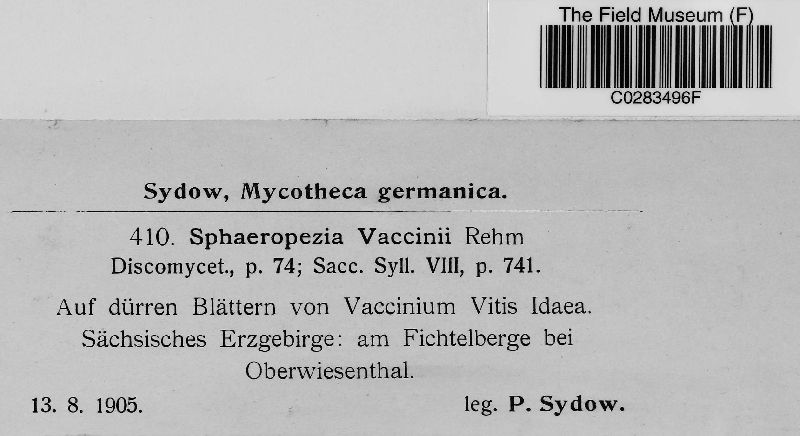 The Field Museum (F)
C0283496F
Sydow, Mycotheca germanica.
410. Sphaeropezia Vaccinii Rehm
Discomycet., p. 74; Sacc. Syll. VIII, p. 741.
Auf dürren Blättern von Vaccinium Vitis Idaea.
Sächsisches Erzgebirge: am Fichtelberge bei
Oberwiesenthal.
13. 8. 1905. leg. P. Sydow.